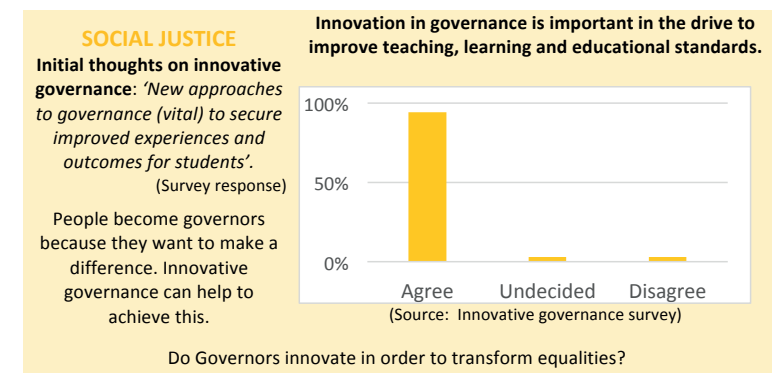 SOCIAL JUSTICE
Initial thoughts on innovative
governance: ‘New approaches
to governance (vital) to secure
improved experiences and
outcomes for students’.
(Survey response)
People become governors
because they want to make a
difference. Innovative
governance can help to
achieve this.
Innovation in governance is important in the drive to
improve teaching, learning and educational standards.
100%
50%
0%
Agree Undecided Disagree
(Source: Innovative governance survey)
Do Governors innovate in order to transform equalities?